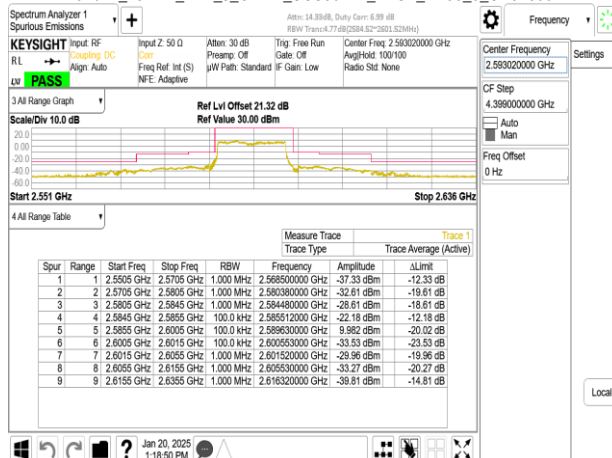 Spectrum Analyzer 1
Spurious Emissions
Attn: 14.33dB, Duty Corr: 6.99 dB
RBW Trans:4.77dB(2584.52~2601.52MHz)
Frequency
KEYSIGHT
Input: RF
Coupling: DC
Align: Auto
Input Z: 50 Ω
Corr
Freq Ref: Int (S)
NFE: Adaptive
Atten: 30 dB
Preamp: Off
µW Path: Standard
Trig: Free Run
Gate: Off
IF Gain: Low
Center Freq: 2.593020000 GHz
Avg|Hold: 100/100
Radio Std: None
RL
PASS
Center Frequency
2.593020000 GHz
Settings
CF Step
4.399000000 GHz
Auto
Man
Freq Offset
0 Hz
3 All Range Graph
Scale/Div 10.0 dB
Ref Lvl Offset 21.32 dB
Ref Value 30.00 dBm
20.0
0.00
-20.0
-40.0
-60.0
Start 2.551 GHz
Stop 2.636 GHz
4 All Range Table
Measure Trace Trace 1
Trace Type Trace Average (Active)
Spur Range Start Freq Stop Freq RBW Frequency Amplitude ΔLimit
1 1 2.5505 GHz 2.5705 GHz 1.000 MHz 2.568500000 GHz -37.33 dBm -12.33 dB
2 2 2.5705 GHz 2.5805 GHz 1.000 MHz 2.580380000 GHz -32.61 dBm -19.61 dB
3 3 2.5805 GHz 2.5845 GHz 1.000 MHz 2.584480000 GHz -28.61 dBm -18.61 dB
4 4 2.5845 GHz 2.5855 GHz 100.0 kHz 2.585512000 GHz -22.18 dBm -12.18 dB
5 5 2.5855 GHz 2.6005 GHz 100.0 kHz 2.589630000 GHz 9.982 dBm -20.02 dB
6 6 2.6005 GHz 2.6015 GHz 100.0 kHz 2.600553000 GHz -33.53 dBm -23.53 dB
7 7 2.6015 GHz 2.6055 GHz 1.000 MHz 2.601520000 GHz -29.96 dBm -19.96 dB
8 8 2.6055 GHz 2.6155 GHz 1.000 MHz 2.605530000 GHz -33.27 dBm -20.27 dB
9 9 2.6155 GHz 2.6355 GHz 1.000 MHz 2.616320000 GHz -39.81 dBm -14.81 dB
Local
Jan 20, 2025
1:18:50 PM